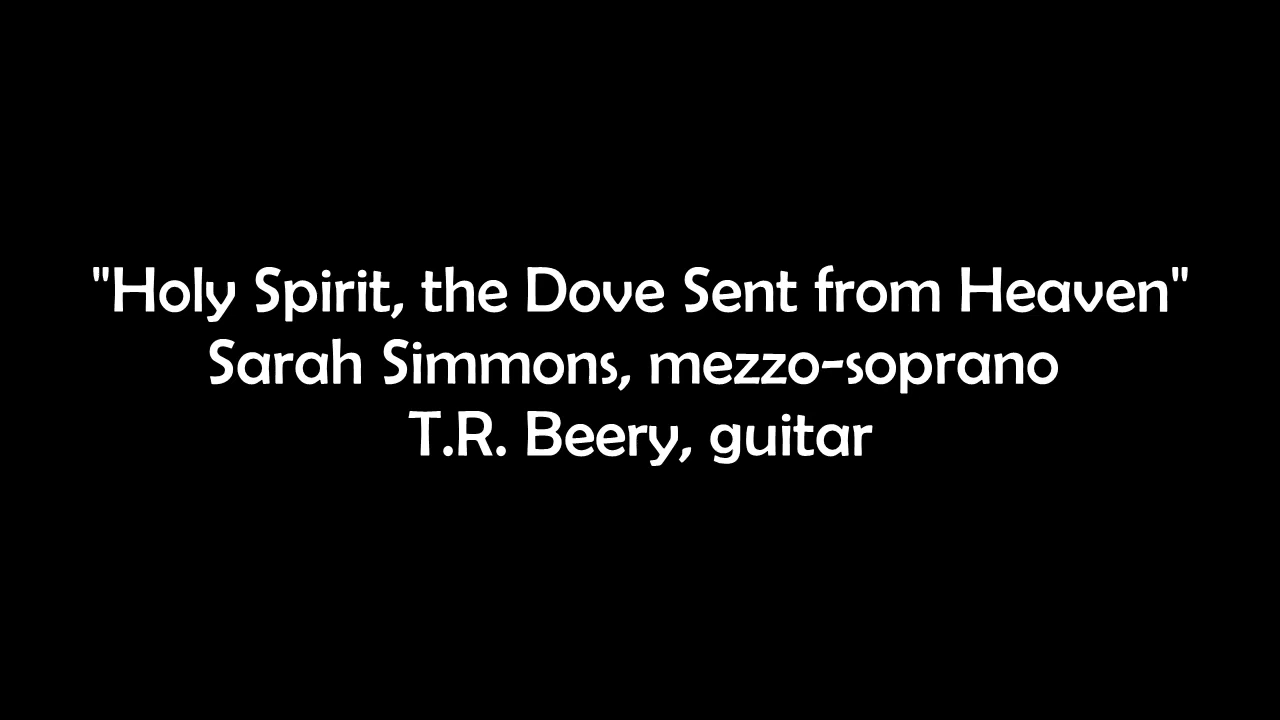 "Holy Spirit, the Dove Sent from Heaven"
Sarah Simmons, mezzo-soprano
T.R. Beery, guitar